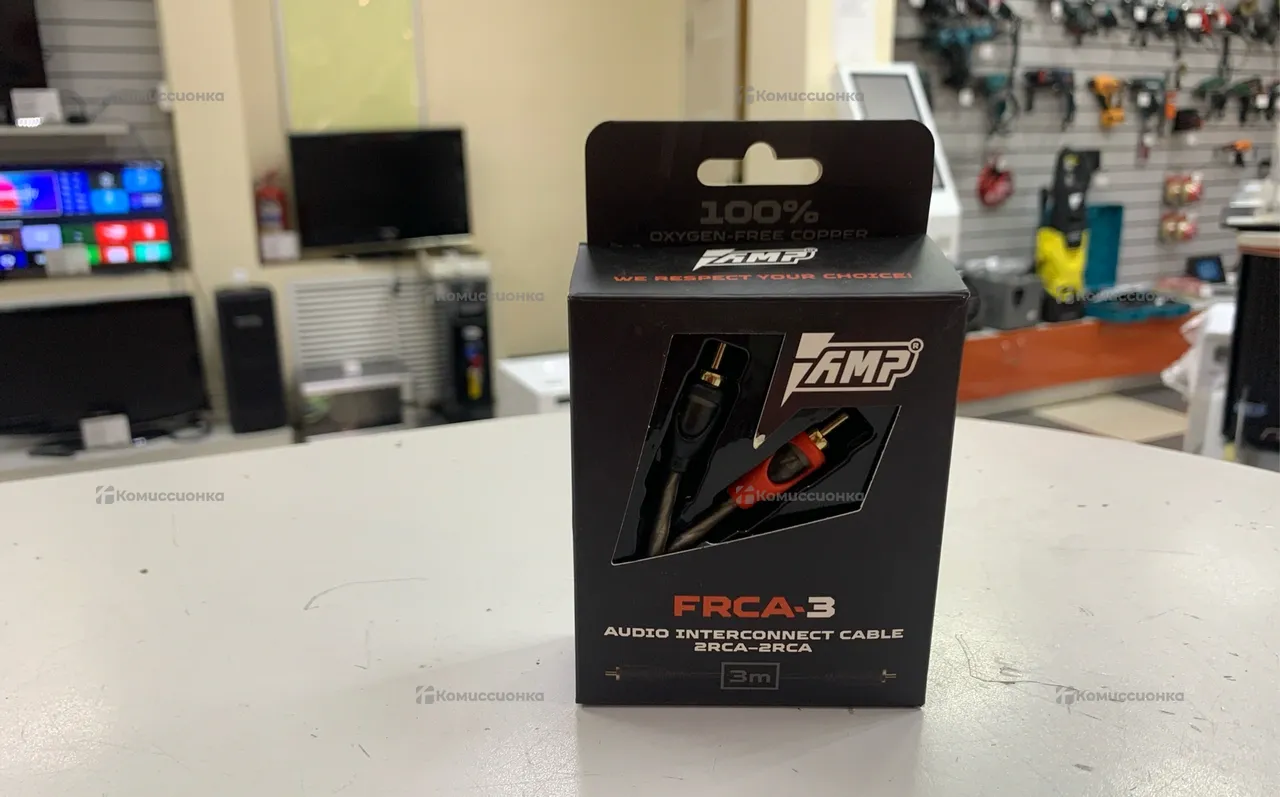 Комиссионка
Комиссионка
100%
OXYGEN-FREE COPPER
AMP
WE RESPECT YOUR CHOICE!
Комиссионка
Комиссионка
AMP®
Комиссионка
Комиссионка
FRCA-3
AUDIO INTERCONNECT CABLE
2RCA–2RCA
3m
Комиссионка
Комиссионка